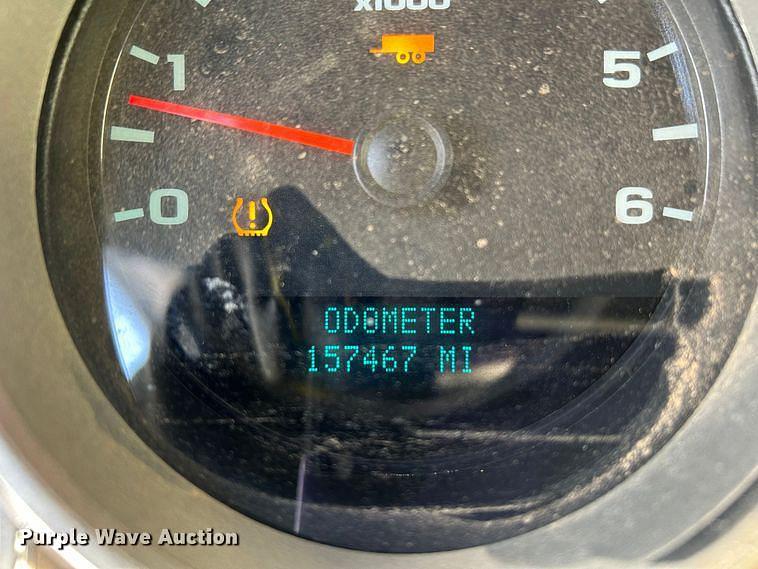 x1000
1
5
0
6
ODOMETER
157467 MI
Purple Wave Auction